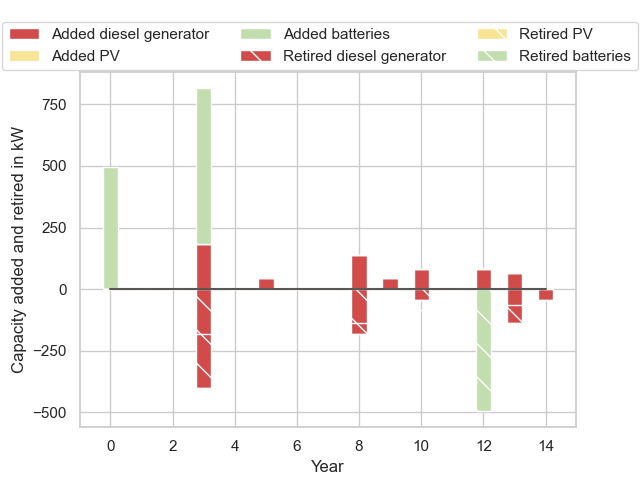 Added diesel generator Added batteries Retired PV
Added PV Retired diesel generator Retired batteries
750
500
250
0
−250
−500
Capacity added and retired in kW
0 2 4 6 8 10 12 14
Year